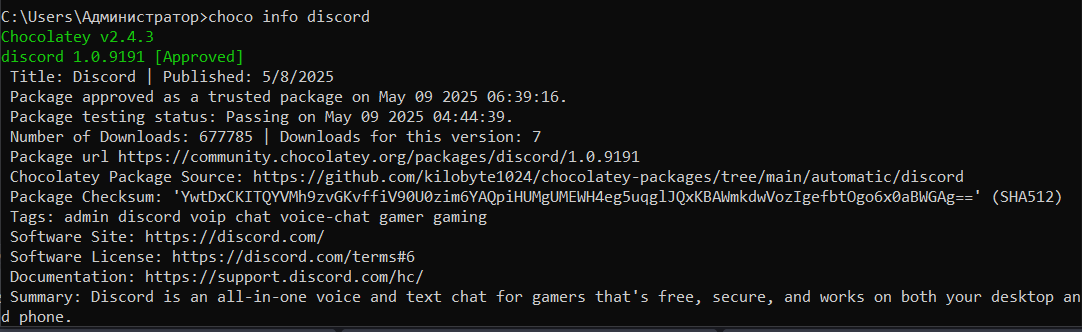 C:\Users\Администратор>choco info discord
Chocolatey v2.4.3
discord 1.0.9191 [Approved]
Title: Discord | Published: 5/8/2025
Package approved as a trusted package on May 09 2025 06:39:16.
Package testing status: Passing on May 09 2025 04:44:39.
Number of Downloads: 677785 | Downloads for this version: 7
Package url https://community.chocolatey.org/packages/discord/1.0.9191
Chocolatey Package Source: https://github.com/kilobyte1024/chocolatey-packages/tree/main/automatic/discord
Package Checksum: 'YwtDxCKITQYVMh9zvGKvffiV90U0zim6YAQpiHUMgUMEWH4eg5uqglJQxKBAWmkdwVozIgefbtOgo6x0aBWGAg==' (SHA512)
Tags: admin discord voip chat voice-chat gamer gaming
Software Site: https://discord.com/
Software License: https://discord.com/terms#6
Documentation: https://support.discord.com/hc/
Summary: Discord is an all-in-one voice and text chat for gamers that's free, secure, and works on both your desktop an
d phone.